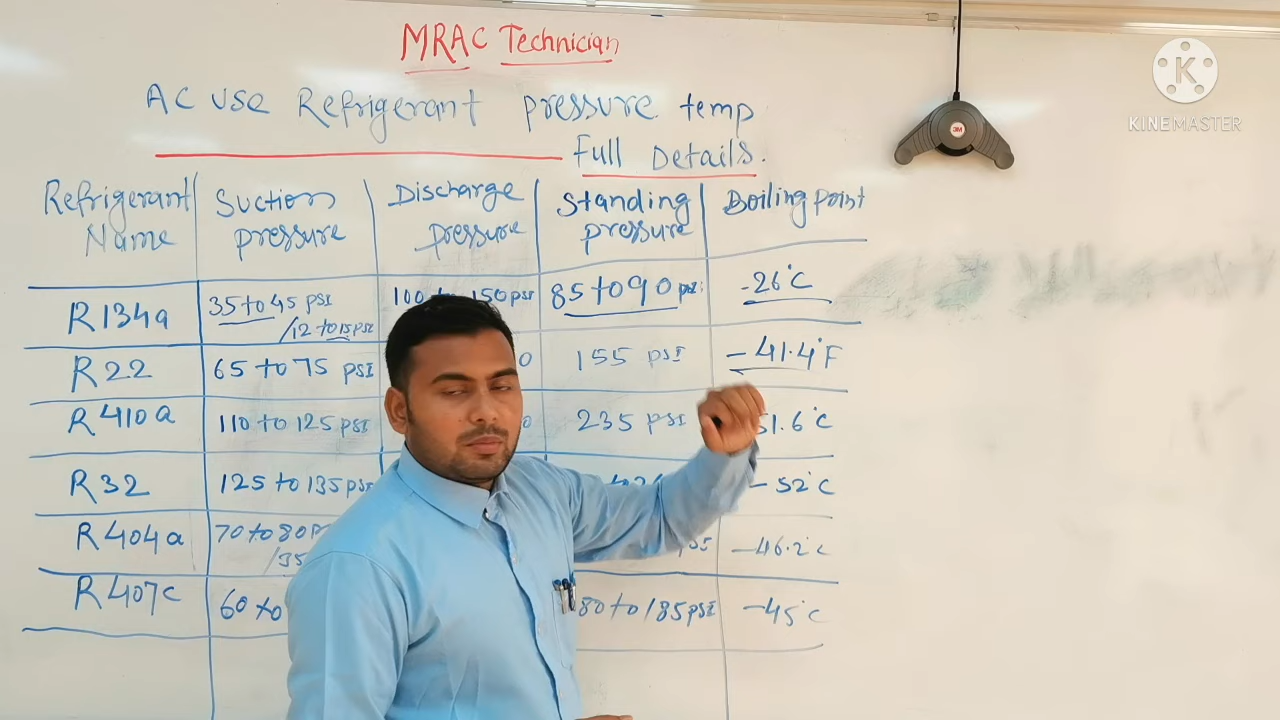 MRAC Technician
AC USE Refrigerant pressure temp
Full Details.
Refrigerant Name
Suction pressure
Discharge pressure
Standing pressure
Boiling point
R134a
35 to 45 PSI
/12 to 15 PSI
100 150 PSI
85 to 90 PSI
-26°C
R22
65 to 75 PSI
155 PSI
-41.4°F
R410a
110 to 125 PSI
235 PSI
51.6°C
R32
125 to 135 PSI
-52°C
R404a
70 to 80
/35
-46.2°C
R407c
60 to
80 to 185 PSI
-45°C
3M
K
KINEMASTER